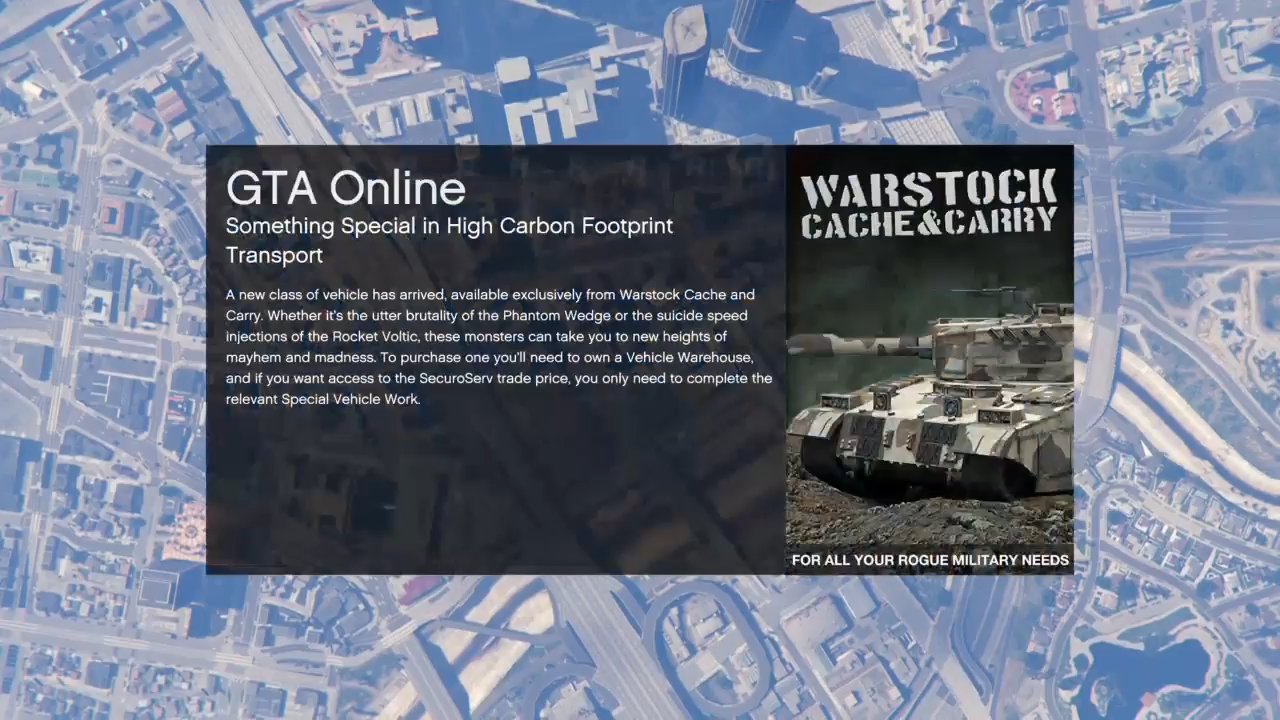 GTA Online
Something Special in High Carbon Footprint
Transport
A new class of vehicle has arrived, available exclusively from Warstock Cache and
Carry. Whether it's the utter brutality of the Phantom Wedge or the suicide speed
injections of the Rocket Voltic, these monsters can take you to new heights of
mayhem and madness. To purchase one you'll need to own a Vehicle Warehouse,
and if you want access to the SecuroServ trade price, you only need to complete the
relevant Special Vehicle Work.
WARSTOCK
CACHE&CARRY
FOR ALL YOUR ROGUE MILITARY NEEDS